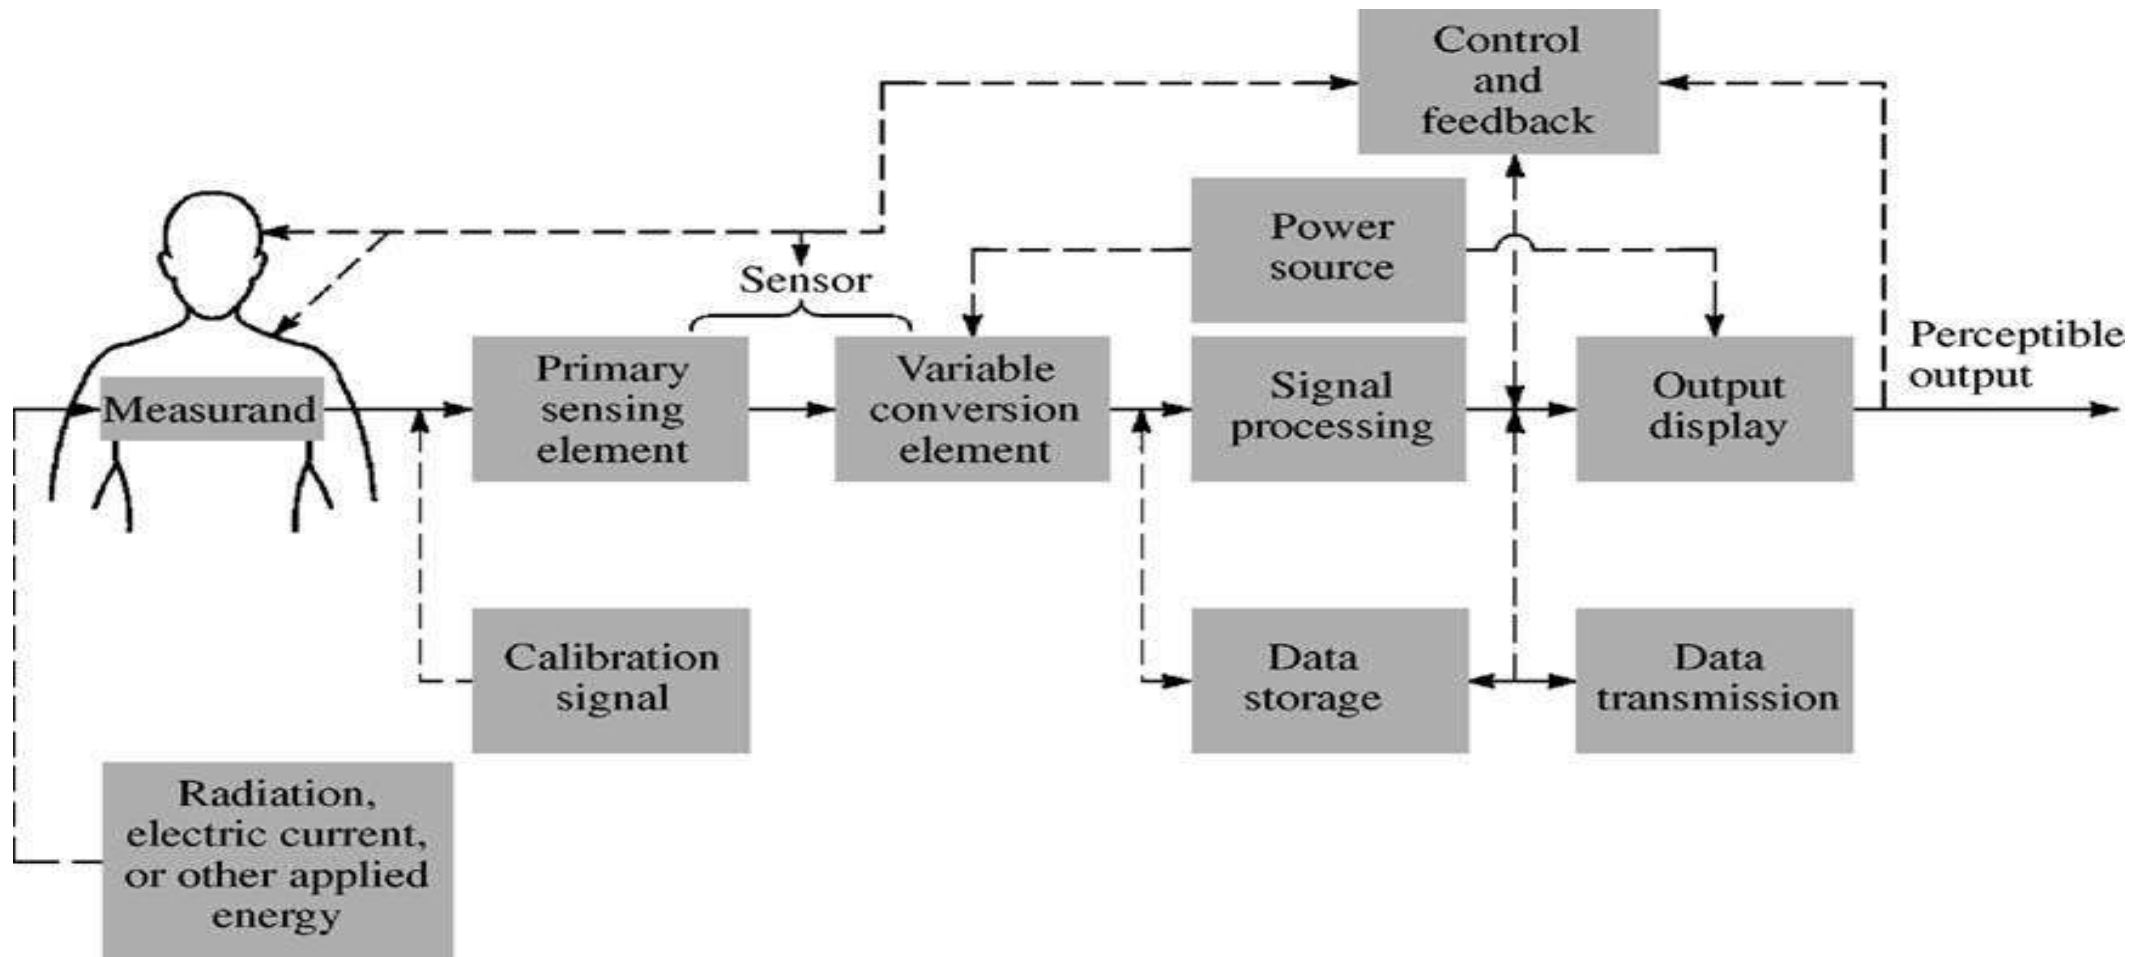 Control
and
feedback
Power
source
Sensor
Perceptible
output
Measurand
Primary
sensing
element
Variable
conversion
element
Signal
processing
Output
display
Calibration
signal
Data
storage
Data
transmission
Radiation,
electric current,
or other applied
energy